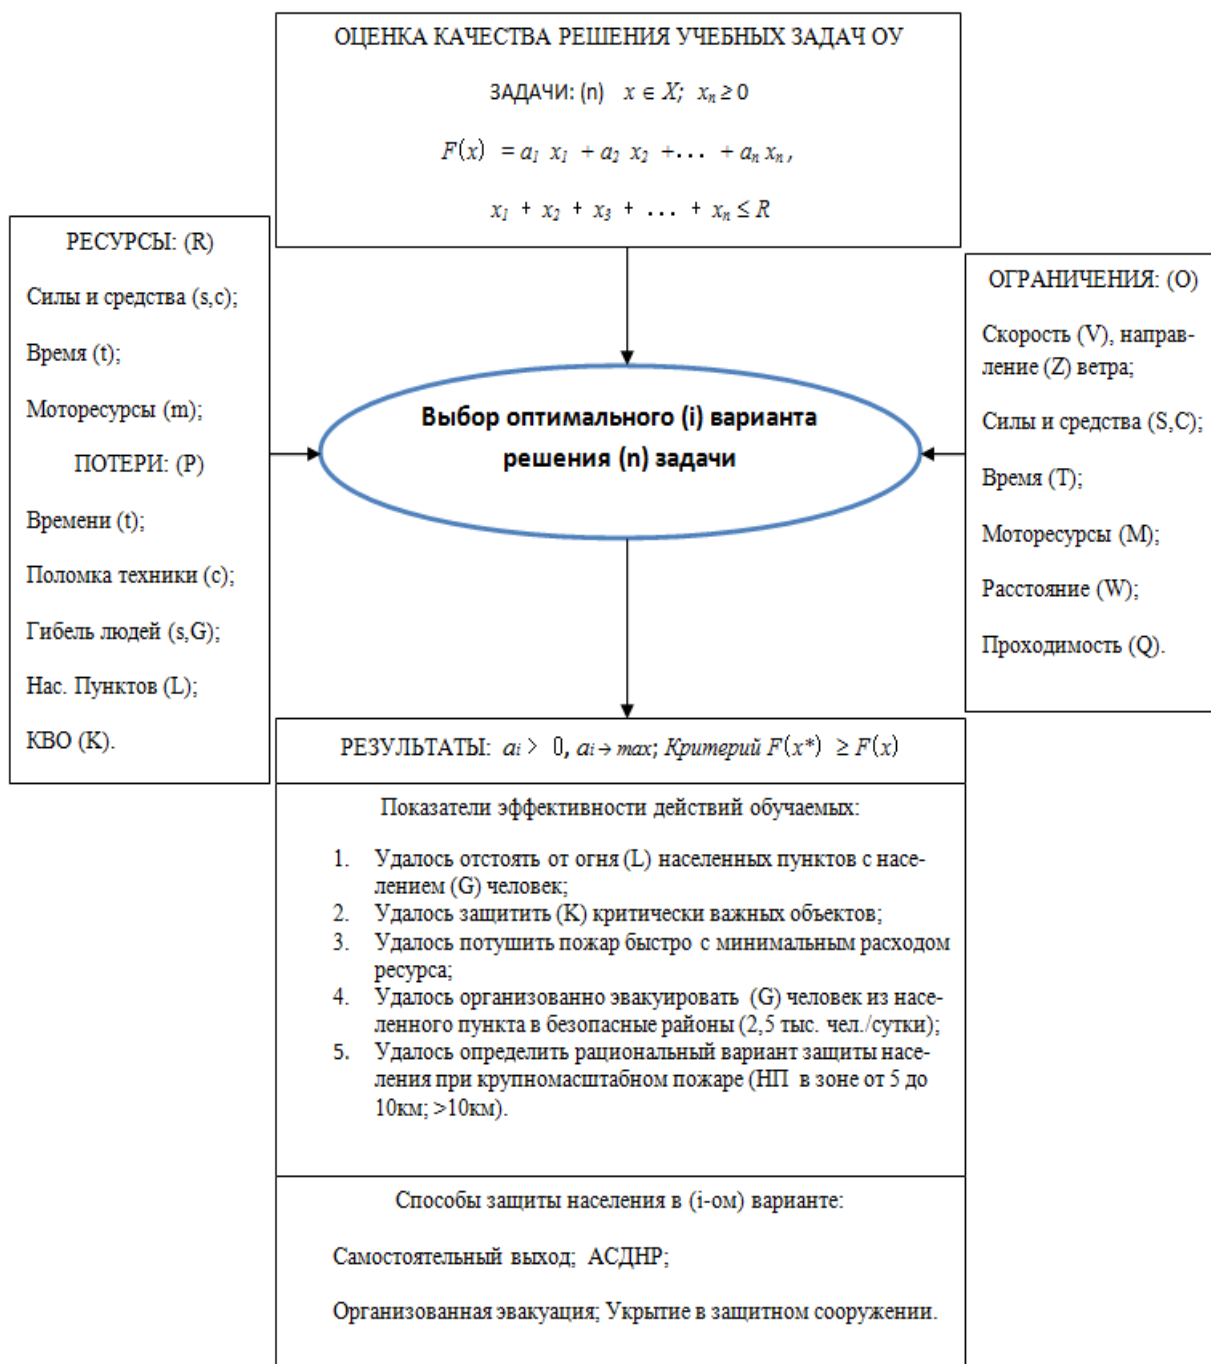 ОЦЕНКА КАЧЕСТВА РЕШЕНИЯ УЧЕБНЫХ ЗАДАЧ ОУ
ЗАДАЧИ: (n) x ∈ X; xₙ ≥ 0
F(x) = a₁ x₁ + a₂ x₂ +... + aₙ xₙ,
x₁ + x₂ + x₃ + ... + xₙ ≤ R
РЕСУРСЫ: (R)
Силы и средства (s,c);
Время (t);
Моторесурсы (m);
ПОТЕРИ: (P)
Времени (t);
Поломка техники (c);
Гибель людей (s,G);
Нас. Пунктов (L);
КВО (K).
Выбор оптимального (i) варианта
решения (n) задачи
ОГРАНИЧЕНИЯ: (O)
Скорость (V), направ-
ление (Z) ветра;
Силы и средства (S,C);
Время (T);
Моторесурсы (M);
Расстояние (W);
Проходимость (Q).
РЕЗУЛЬТАТЫ: aᵢ > 0, aᵢ → max; Критерий F(x*) ≥ F(x)
Показатели эффективности действий обучаемых:
1. Удалось отстоять от огня (L) населенных пунктов с насе-
лением (G) человек;
2. Удалось защитить (K) критически важных объектов;
3. Удалось потушить пожар быстро с минимальным расходом
ресурса;
4. Удалось организованно эвакуировать (G) человек из насе-
ленного пункта в безопасные районы (2,5 тыс. чел./сутки);
5. Удалось определить рациональный вариант защиты насе-
ления при крупномасштабном пожаре (НП в зоне от 5 до
10км; >10км).
Способы защиты населения в (i-ом) варианте:
Самостоятельный выход; АСДНР;
Организованная эвакуация; Укрытие в защитном сооружении.